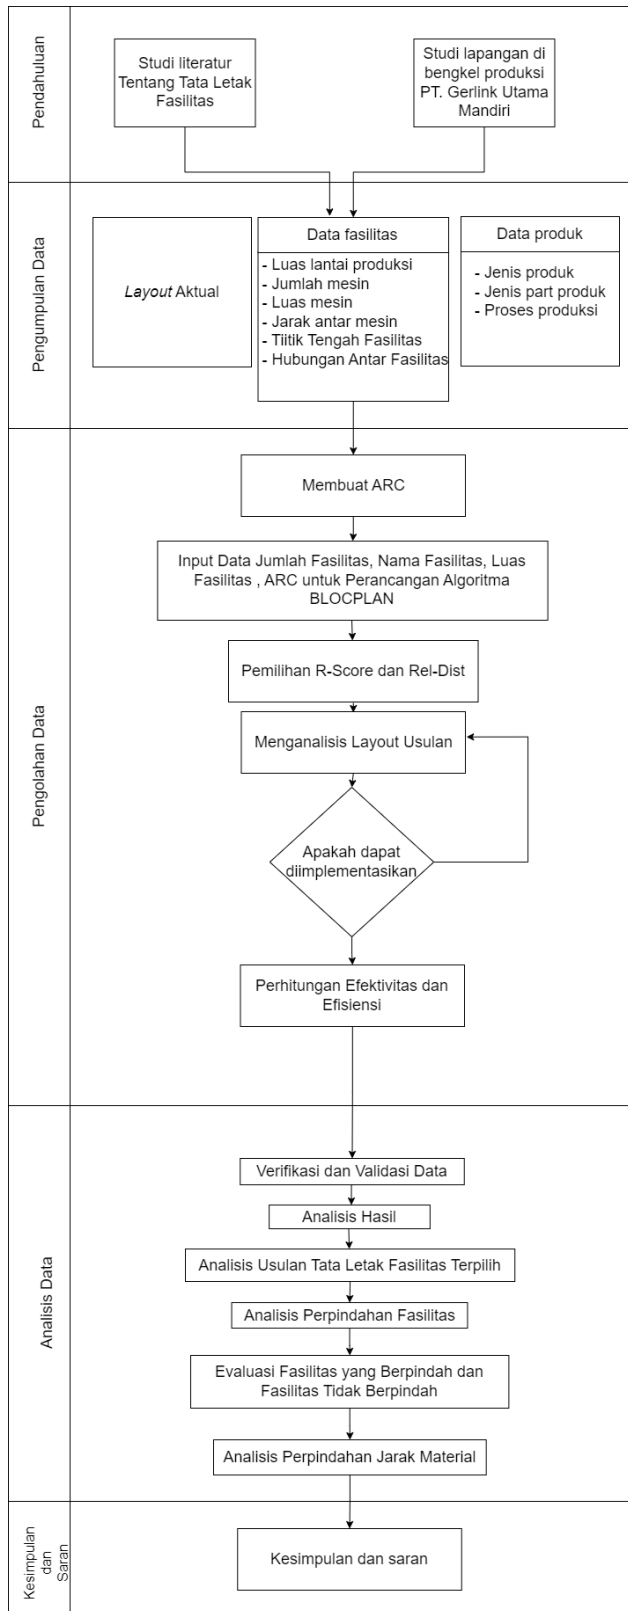 Pendahuluan
Studi literatur
Tentang Tata Letak
Fasilitas
Studi lapangan di
bengkel produksi
PT. Gerlink Utama
Mandiri
Pengumpulan Data
Layout Aktual
Data fasilitas
- Luas lantai produksi
- Jumlah mesin
- Luas mesin
- Jarak antar mesin
- Tiitik Tengah Fasilitas
- Hubungan Antar Fasilitas
Data produk
- Jenis produk
- Jenis part produk
- Proses produksi
Pengolahan Data
Membuat ARC
Input Data Jumlah Fasilitas, Nama Fasilitas, Luas
Fasilitas , ARC untuk Perancangan Algoritma
BLOCPLAN
Pemilihan R-Score dan Rel-Dist
Menganalisis Layout Usulan
Apakah dapat
diimplementasikan
Perhitungan Efektivitas dan
Efisiensi
Analisis Data
Verifikasi dan Validasi Data
Analisis Hasil
Analisis Usulan Tata Letak Fasilitas Terpilih
Analisis Perpindahan Fasilitas
Evaluasi Fasilitas yang Berpindah dan
Fasilitas Tidak Berpindah
Analisis Perpindahan Jarak Material
Kesimpulan
dan
Saran
Kesimpulan dan saran